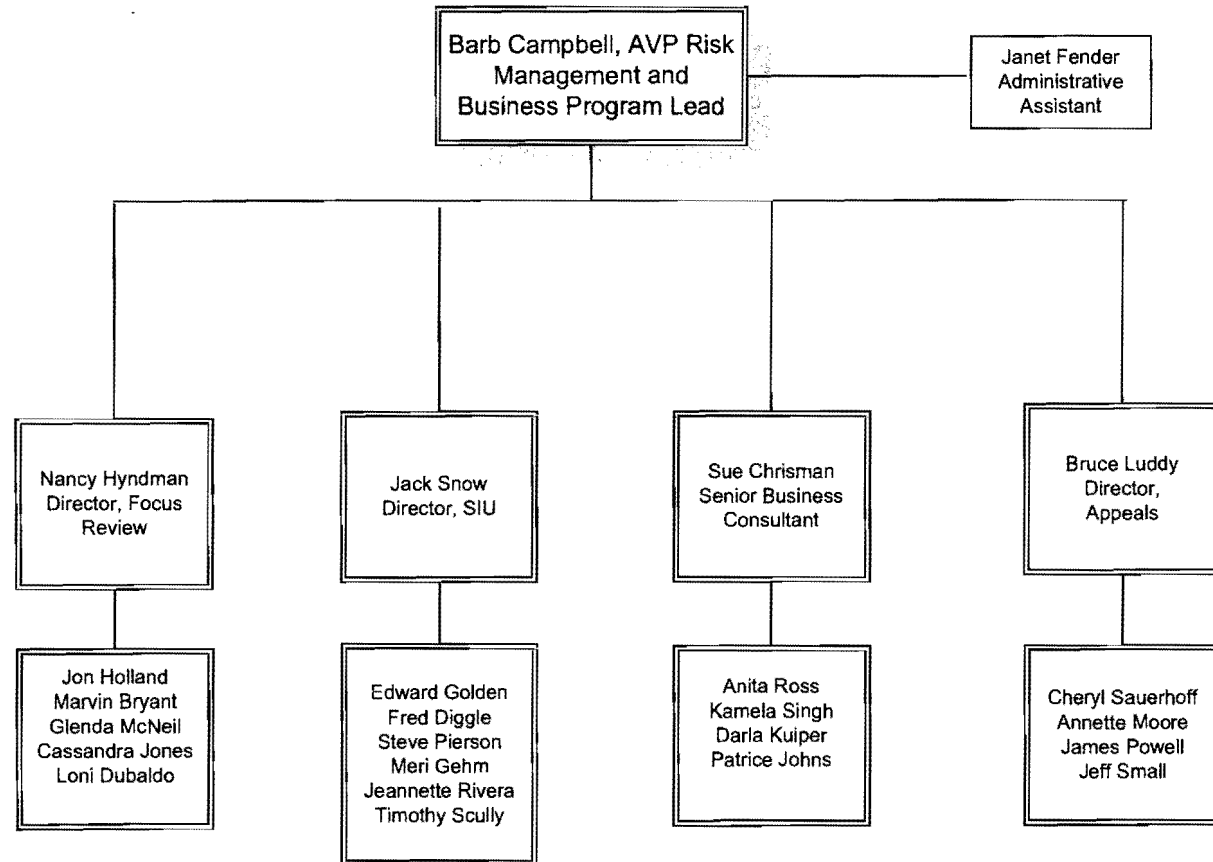 Barb Campbell, AVP Risk
Management and
Business Program Lead
Janet Fender
Administrative
Assistant
Nancy Hyndman
Director, Focus
Review
Jack Snow
Director, SIU
Sue Chrisman
Senior Business
Consultant
Bruce Luddy
Director,
Appeals
Jon Holland
Marvin Bryant
Glenda McNeil
Cassandra Jones
Loni Dubaldo
Edward Golden
Fred Diggle
Steve Pierson
Meri Gehm
Jeannette Rivera
Timothy Scully
Anita Ross
Kamela Singh
Darla Kuiper
Patrice Johns
Cheryl Sauerhoff
Annette Moore
James Powell
Jeff Small